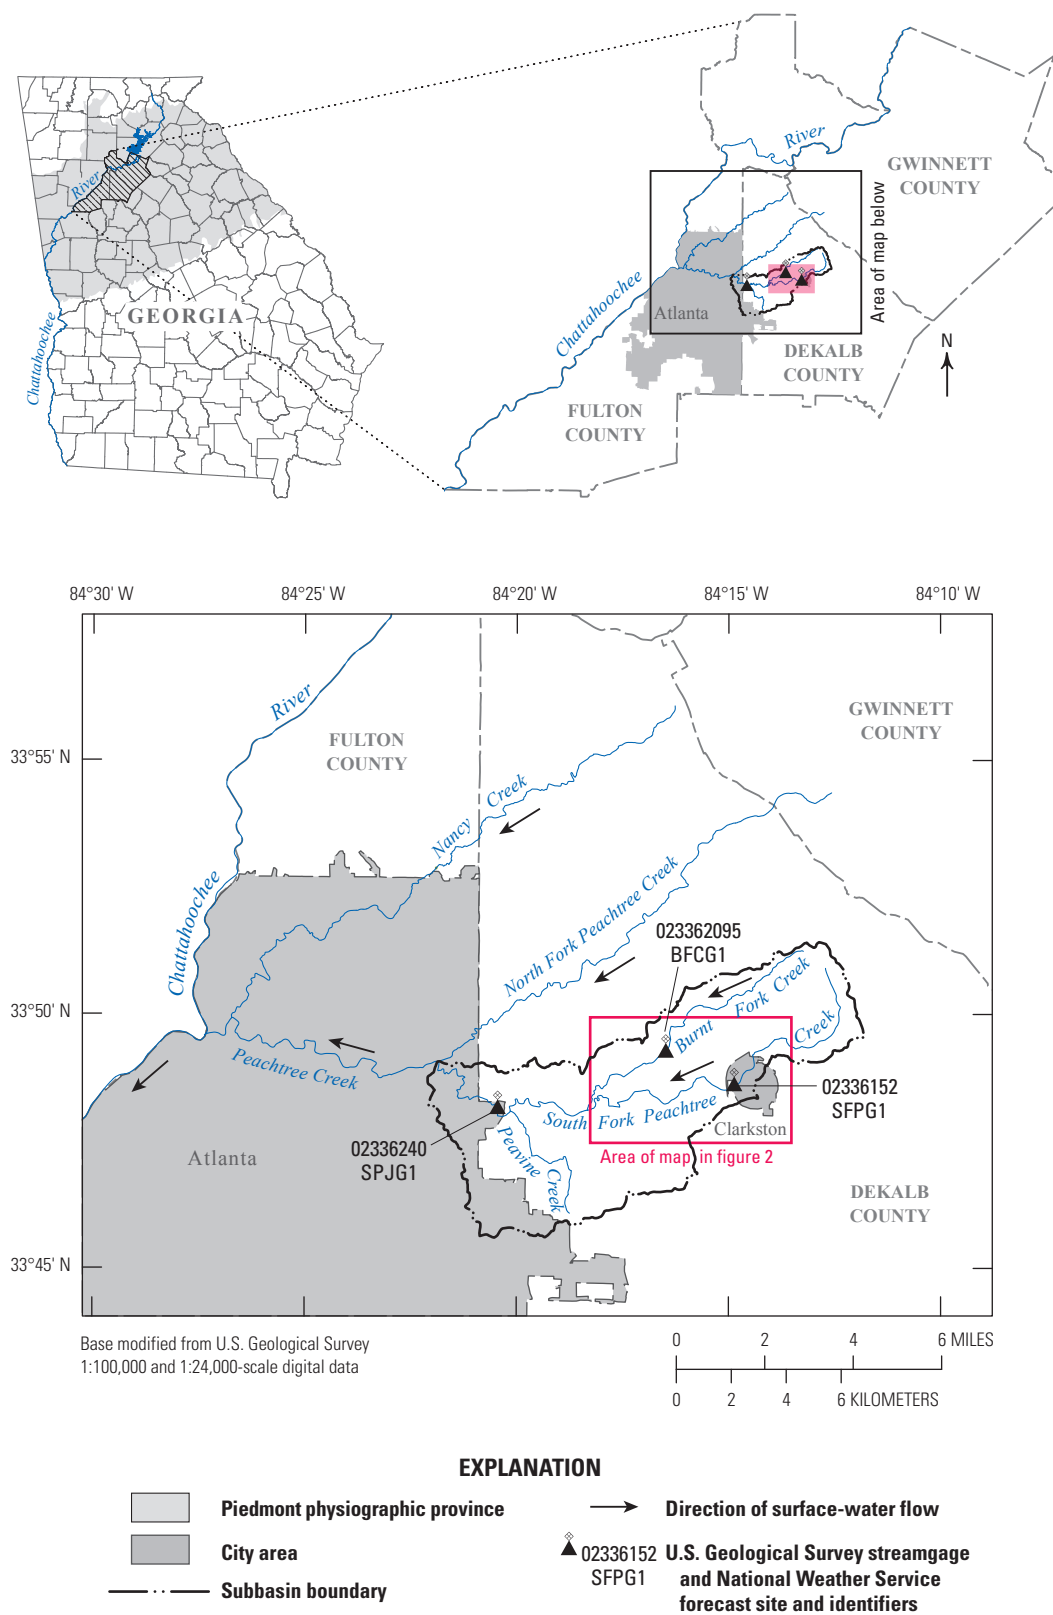 River
GWINNETT
COUNTY
Area of map below
River
GEORGIA
Chattahoochee
Chattahoochee
Atlanta
N
DEKALB
COUNTY
FULTON
COUNTY
84°30' W
84°25' W
84°20' W
84°15' W
84°10' W
River
FULTON
COUNTY
GWINNETT
COUNTY
33°55' N
Nancy Creek
Chattahoochee
North Fork Peachtree Creek
023362095
BFCG1
33°50' N
Burnt Fork Creek
Peachtree Creek
South Fork Peachtree Creek
02336152
SFPG1
Clarkston
02336240
SPJG1
Peavine Creek
Area of map in figure 2
Atlanta
DEKALB
COUNTY
33°45' N
Base modified from U.S. Geological Survey
1:100,000 and 1:24,000-scale digital data
0 2 4 6 MILES
0 2 4 6 KILOMETERS
EXPLANATION
Piedmont physiographic province
City area
Subbasin boundary
Direction of surface-water flow
02336152
SFPG1
U.S. Geological Survey streamgage
and National Weather Service
forecast site and identifiers